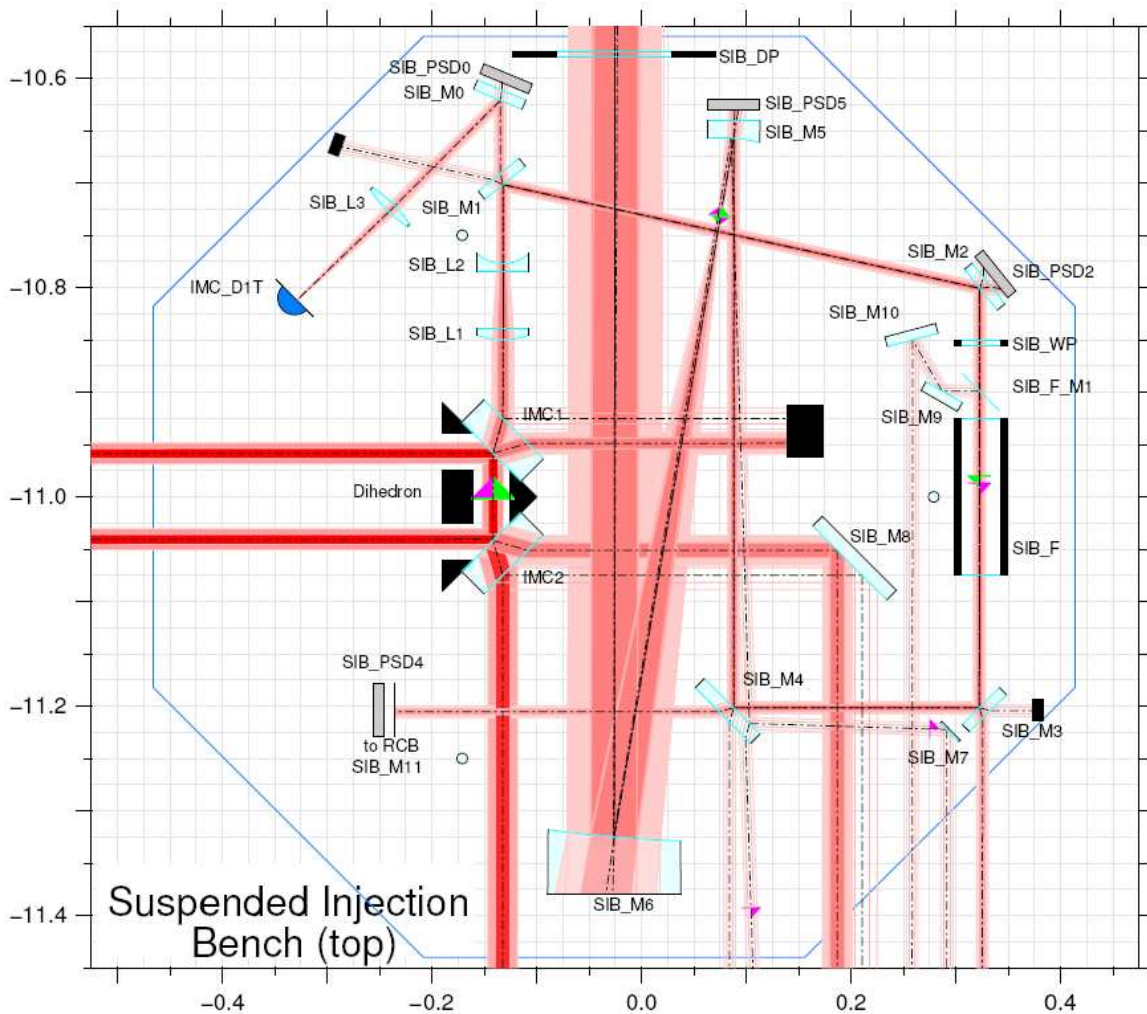 −10.6
−10.8
−11.0
−11.2
−11.4
SIB_PSD0
SIB_M0
SIB_DP
SIB_PSD5
SIB_M5
SIB_L3
SIB_M1
SIB_L2
IMC_D1T
SIB_L1
SIB_M2
SIB_PSD2
SIB_M10
SIB_WP
SIB_F_M1
SIB_M9
IMC1
Dihedron
SIB_M8
SIB_F
IMC2
SIB_PSD4
to RCB
SIB_M11
SIB_M4
SIB_M3
SIB_M7
SIB_M6
Suspended Injection
Bench (top)
−0.4
−0.2
0.0
0.2
0.4